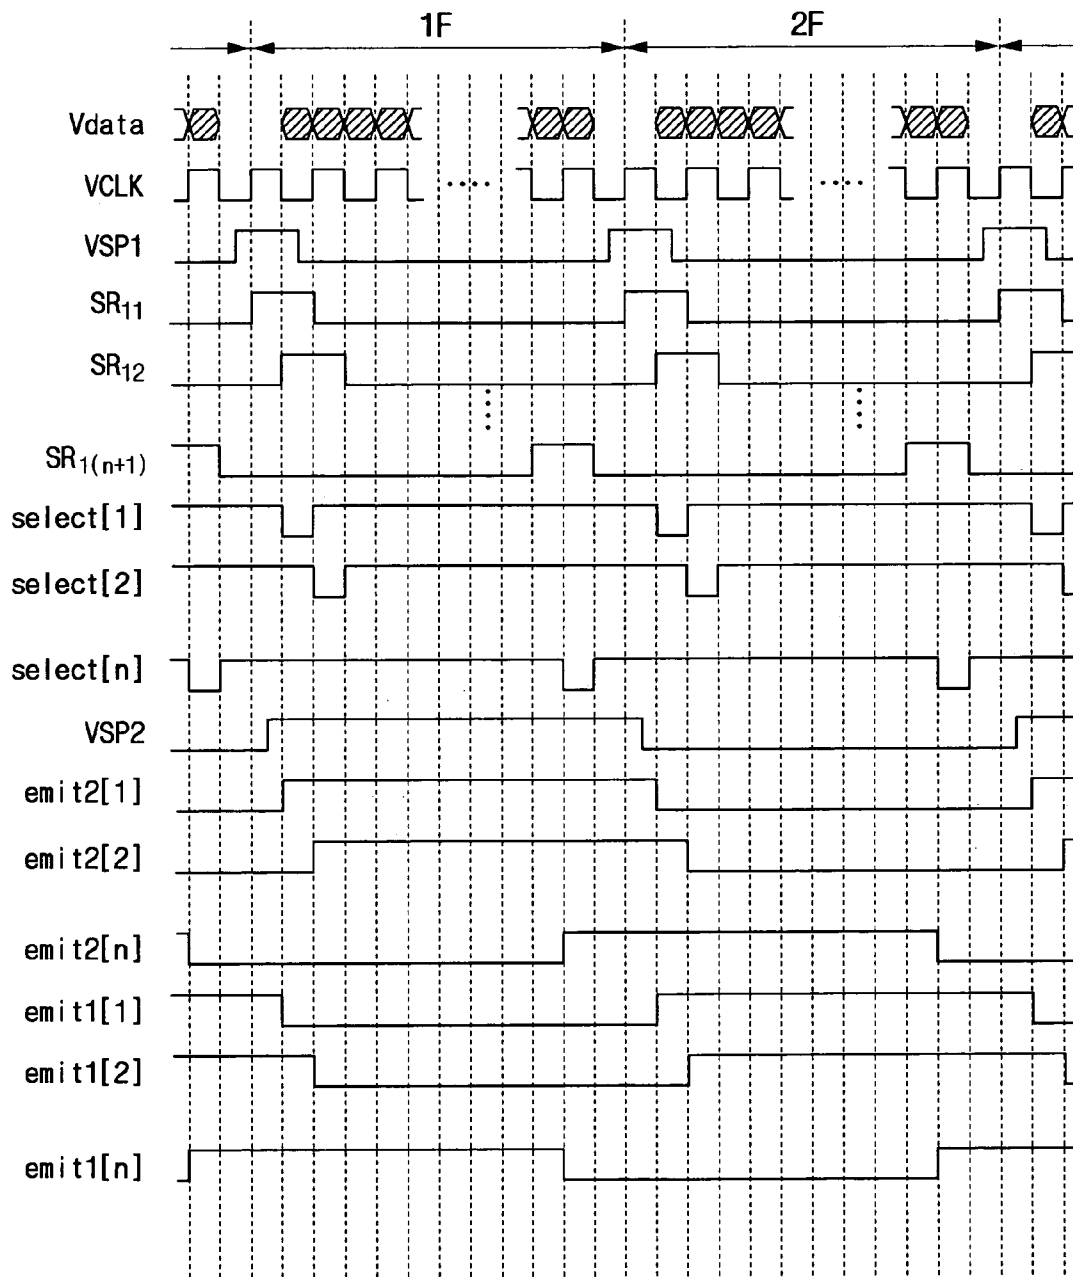 1F 2F
Vdata
VCLK
VSP1
SR11
SR12
SR1(n+1)
select[1]
select[2]
select[n]
VSP2
emit2[1]
emit2[2]
emit2[n]
emit1[1]
emit1[2]
emit1[n]